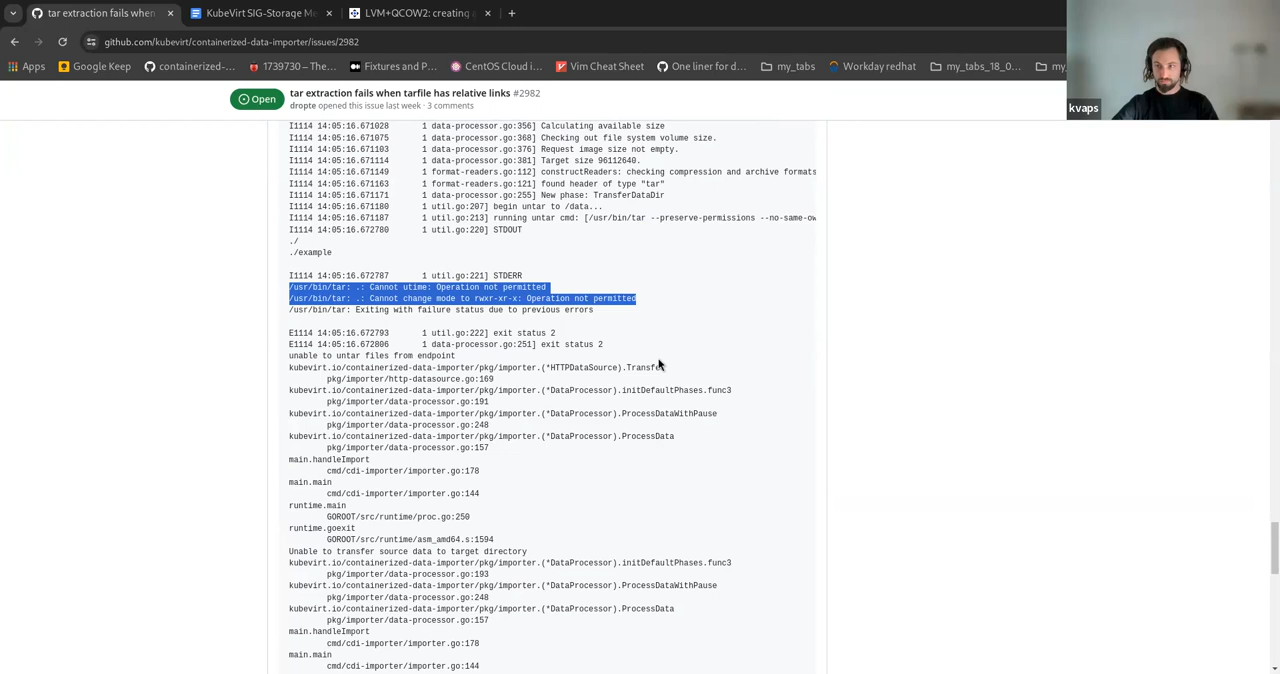 tar extraction fails when
KubeVirt SIG-Storage Me
LVM+QCOW2: creating a
github.com/kubevirt/containerized-data-importer/issues/2982
Apps
Google Keep
containerized-...
1739730 – The...
Fixtures and P...
CentOS Cloud i...
Vim Cheat Sheet
One liner for d...
my_tabs
Workday redhat
my_tabs_18_0...
my_
kvaps
Open
tar extraction fails when tarfile has relative links #2982
dropte opened this issue last week · 3 comments
I1114 14:05:16.671028 1 data-processor.go:356] Calculating available size
I1114 14:05:16.671075 1 data-processor.go:368] Checking out file system volume size.
I1114 14:05:16.671103 1 data-processor.go:376] Request image size not empty.
I1114 14:05:16.671114 1 data-processor.go:381] Target size 96112640.
I1114 14:05:16.671149 1 format-readers.go:112] constructReaders: checking compression and archive formats
I1114 14:05:16.671163 1 format-readers.go:121] found header of type "tar"
I1114 14:05:16.671171 1 data-processor.go:255] New phase: TransferDataDir
I1114 14:05:16.671180 1 util.go:207] begin untar to /data...
I1114 14:05:16.671187 1 util.go:213] running untar cmd: [/usr/bin/tar --preserve-permissions --no-same-ow
I1114 14:05:16.672780 1 util.go:220] STDOUT
./
./example
I1114 14:05:16.672787 1 util.go:221] STDERR
/usr/bin/tar: .: Cannot utime: Operation not permitted
/usr/bin/tar: .: Cannot change mode to rwxr-xr-x: Operation not permitted
/usr/bin/tar: Exiting with failure status due to previous errors
E1114 14:05:16.672793 1 util.go:222] exit status 2
E1114 14:05:16.672806 1 data-processor.go:251] exit status 2
unable to untar files from endpoint
kubevirt.io/containerized-data-importer/pkg/importer.(*HTTPDataSource).Transfer
pkg/importer/http-datasource.go:169
kubevirt.io/containerized-data-importer/pkg/importer.(*DataProcessor).initDefaultPhases.func3
pkg/importer/data-processor.go:191
kubevirt.io/containerized-data-importer/pkg/importer.(*DataProcessor).ProcessDataWithPause
pkg/importer/data-processor.go:248
kubevirt.io/containerized-data-importer/pkg/importer.(*DataProcessor).ProcessData
pkg/importer/data-processor.go:157
main.handleImport
cmd/cdi-importer/importer.go:178
main.main
cmd/cdi-importer/importer.go:144
runtime.main
GOROOT/src/runtime/proc.go:250
runtime.goexit
GOROOT/src/runtime/asm_amd64.s:1594
Unable to transfer source data to target directory
kubevirt.io/containerized-data-importer/pkg/importer.(*DataProcessor).initDefaultPhases.func3
pkg/importer/data-processor.go:193
kubevirt.io/containerized-data-importer/pkg/importer.(*DataProcessor).ProcessDataWithPause
pkg/importer/data-processor.go:248
kubevirt.io/containerized-data-importer/pkg/importer.(*DataProcessor).ProcessData
pkg/importer/data-processor.go:157
main.handleImport
cmd/cdi-importer/importer.go:178
main.main
cmd/cdi-importer/importer.go:144